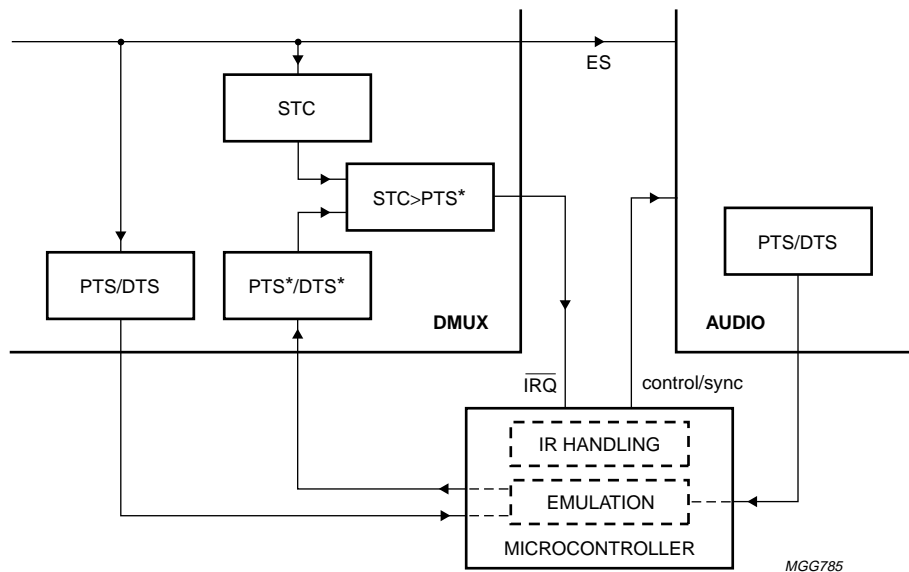 ES
STC
STC>PTS*
PTS/DTS
PTS/DTS
PTS*/DTS*
DMUX
AUDIO
IRQ
control/sync
IR HANDLING
EMULATION
MICROCONTROLLER
MGG785